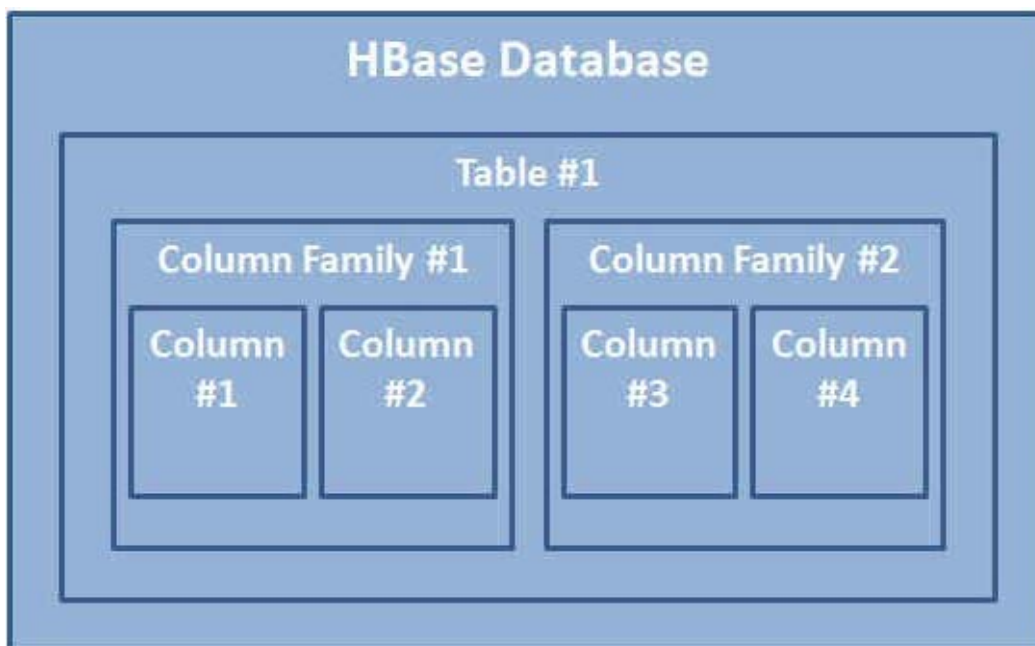 HBase Database
Table #1
Column Family #1
Column
#1
Column
#2
Column Family #2
Column
#3
Column
#4